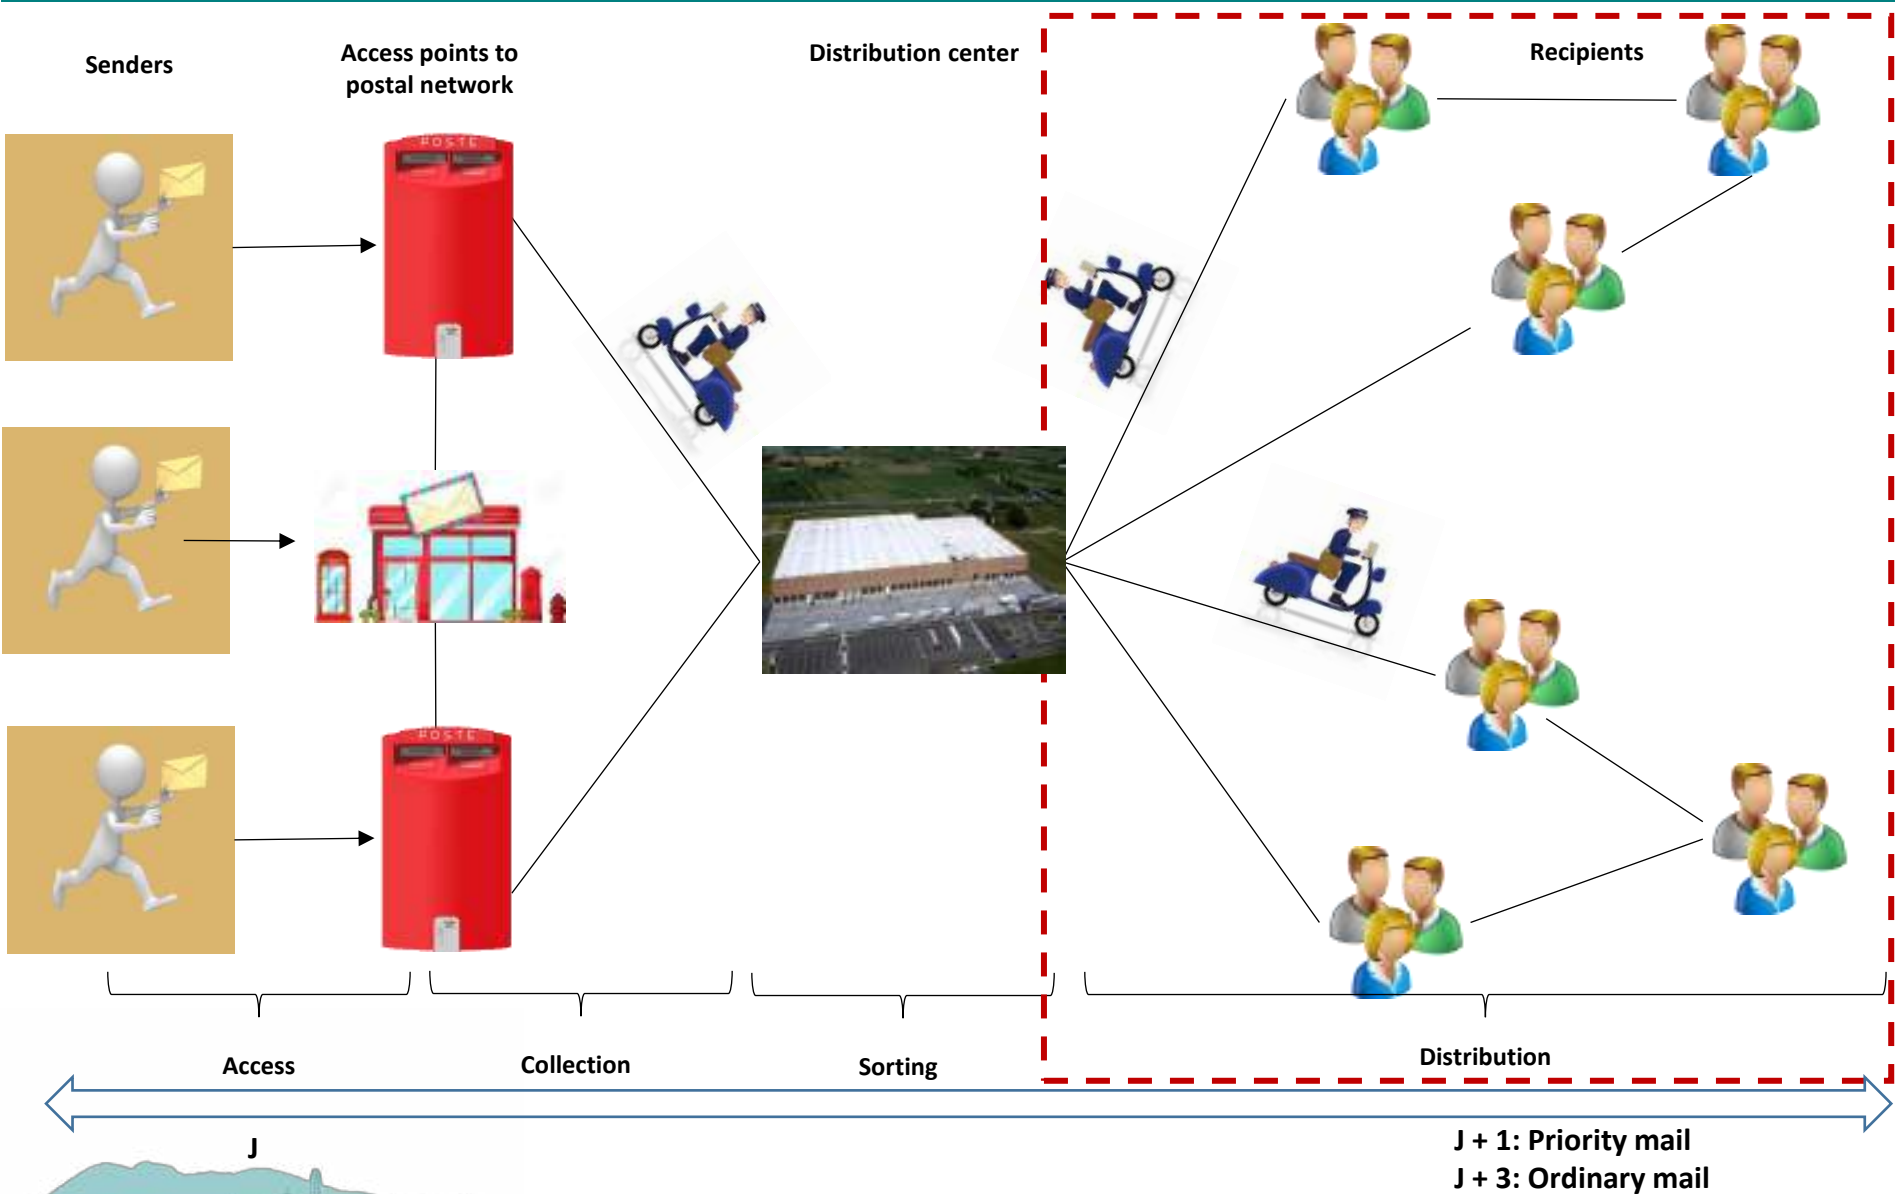 Senders
Access points to
postal network
Distribution center
Recipients
POSTE
POSTE
Access
Collection
Sorting
Distribution
J
J + 1: Priority mail
J + 3: Ordinary mail